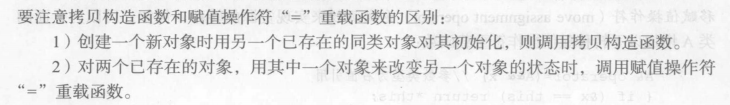 要注意拷贝构造函数和赋值操作符“=”重载函数的区别：
1）创建一个新对象时用另一个已存在的同类对象对其初始化，则调用拷贝构造函数。
2）对两个已存在的对象，用其中一个对象来改变另一个对象的状态时，调用赋值操作符
“=”重载函数。